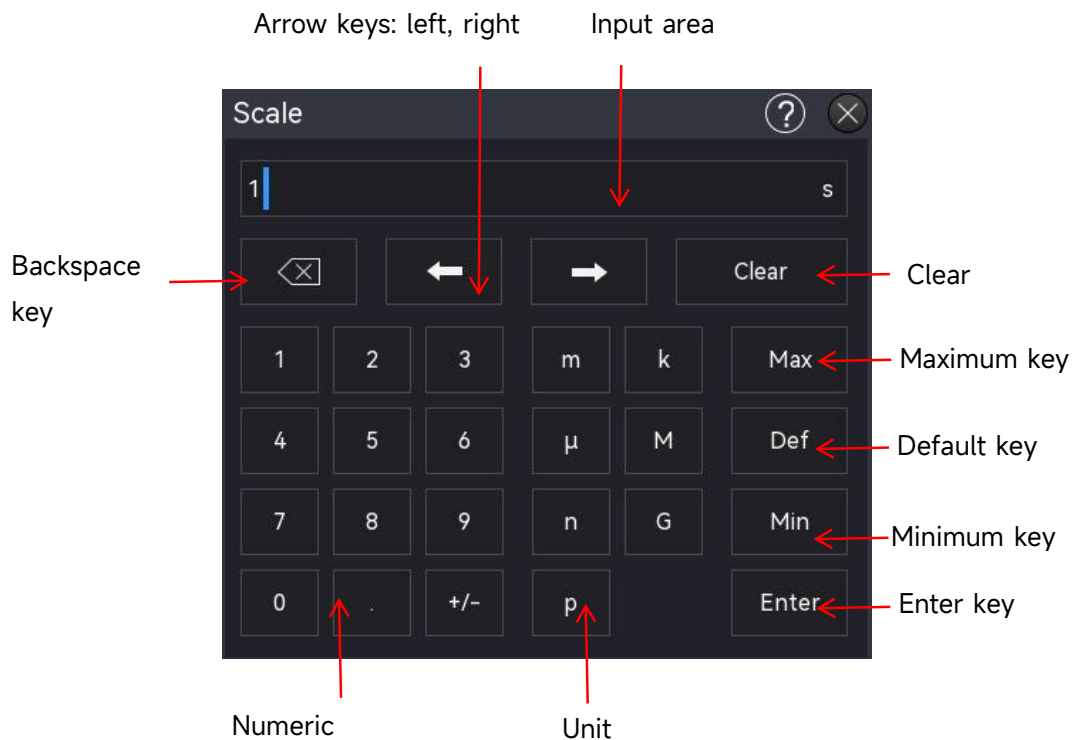 Arrow keys: left, right Input area
Scale ?
1 s
Backspace
key
Clear
Clear
1 2 3 m k Max
Maximum key
4 5 6 μ M Def
Default key
7 8 9 n G Min
Minimum key
0 . +/- p Enter
Enter key
Numeric Unit